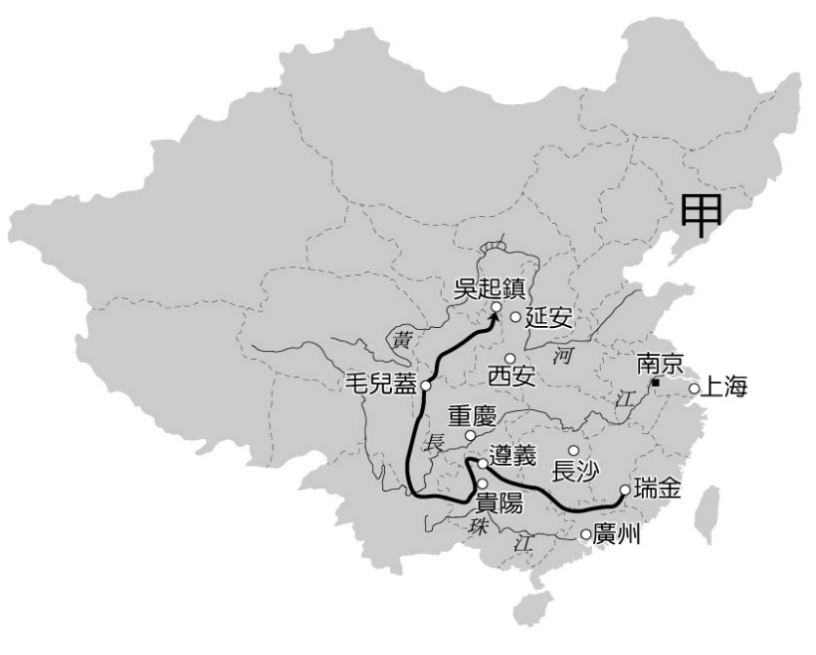 甲
吳起鎮
延安
黃
河
西安
南京
上海
毛兒蓋
江
重慶
長
遵義
長沙
瑞金
貴陽
珠
江
廣州